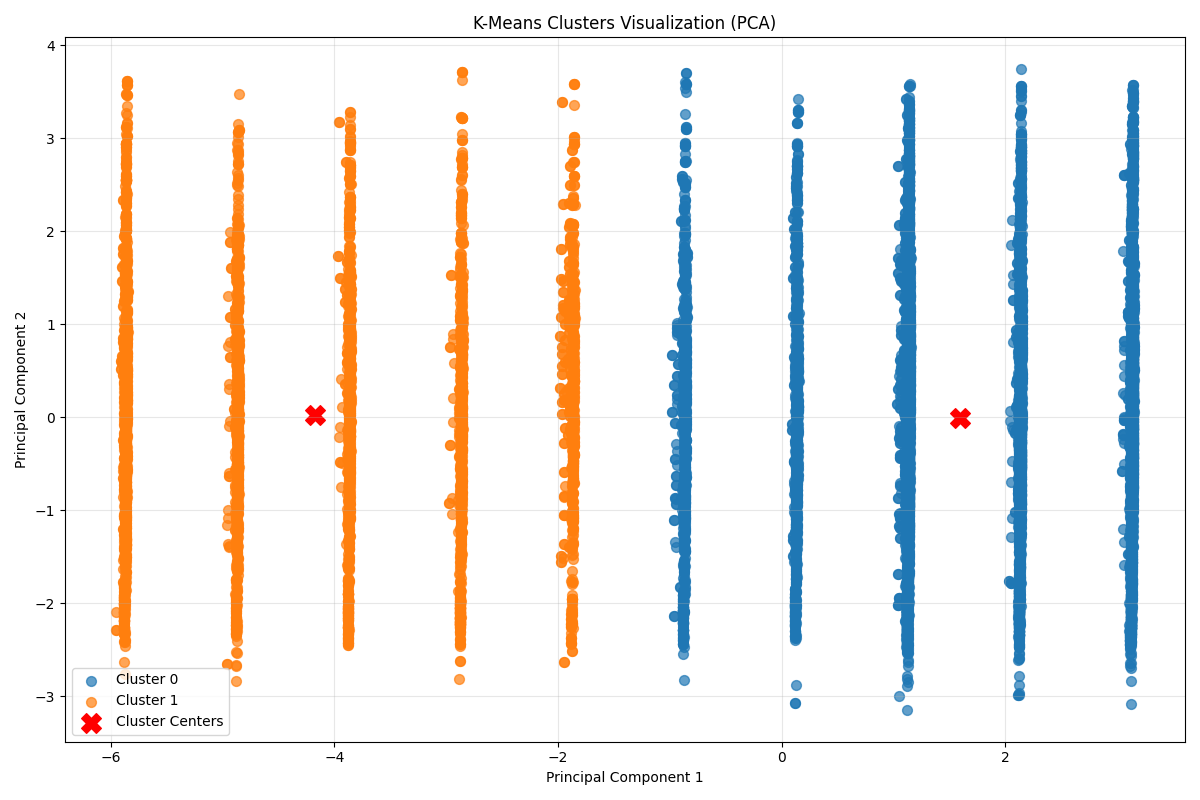 K-Means Clusters Visualization (PCA)
Principal Component 2
4
3
2
1
0
−1
−2
−3
Cluster 0
Cluster 1
Cluster Centers
−6
−4
−2
0
2
Principal Component 1